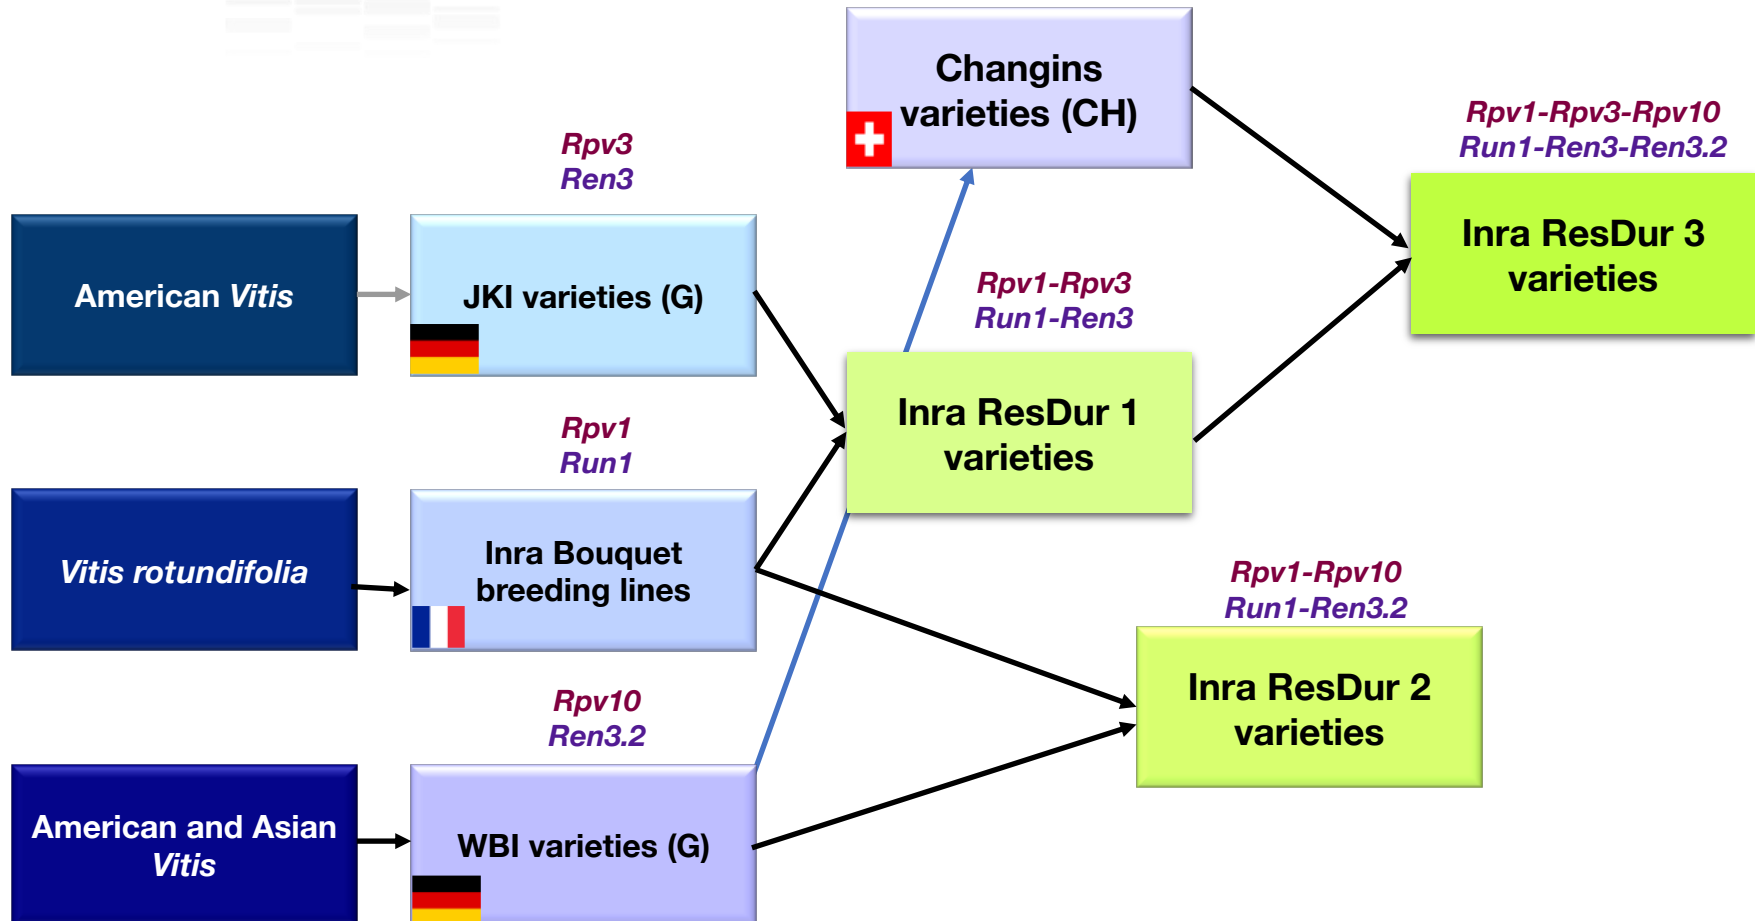 Changins
varieties (CH)
Rpv1-Rpv3-Rpv10
Run1-Ren3-Ren3.2
Inra ResDur 3
varieties
Rpv3
Ren3
American Vitis
JKI varieties (G)
Rpv1-Rpv3
Run1-Ren3
Inra ResDur 1
varieties
Rpv1
Run1
Vitis rotundifolia
Inra Bouquet
breeding lines
Rpv1-Rpv10
Run1-Ren3.2
Inra ResDur 2
varieties
Rpv10
Ren3.2
American and Asian
Vitis
WBI varieties (G)